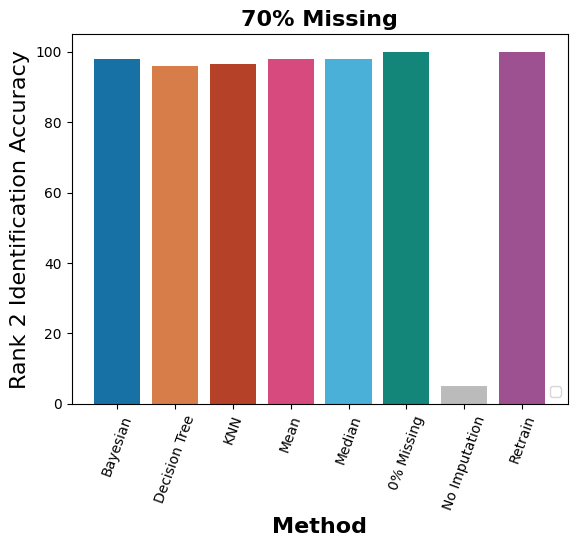 70% Missing
Rank 2 Identification Accuracy
100
80
60
40
20
0
Bayesian
Decision Tree
KNN
Mean
Median
0% Missing
No Imputation
Retrain
Method